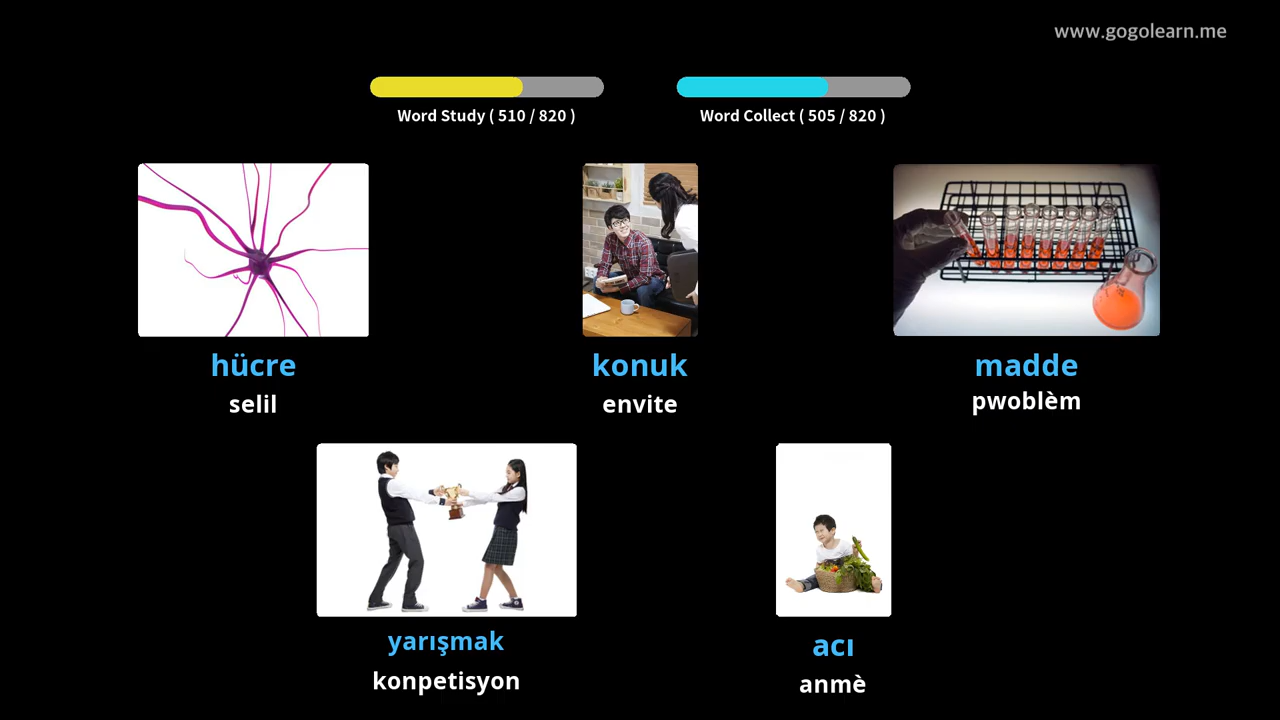 www.gogolearn.me
Word Study ( 510 / 820 )
Word Collect ( 505 / 820 )
hücre
selil
konuk
envite
madde
pwoblèm
yarışmak
konpetisyon
acı
anmè